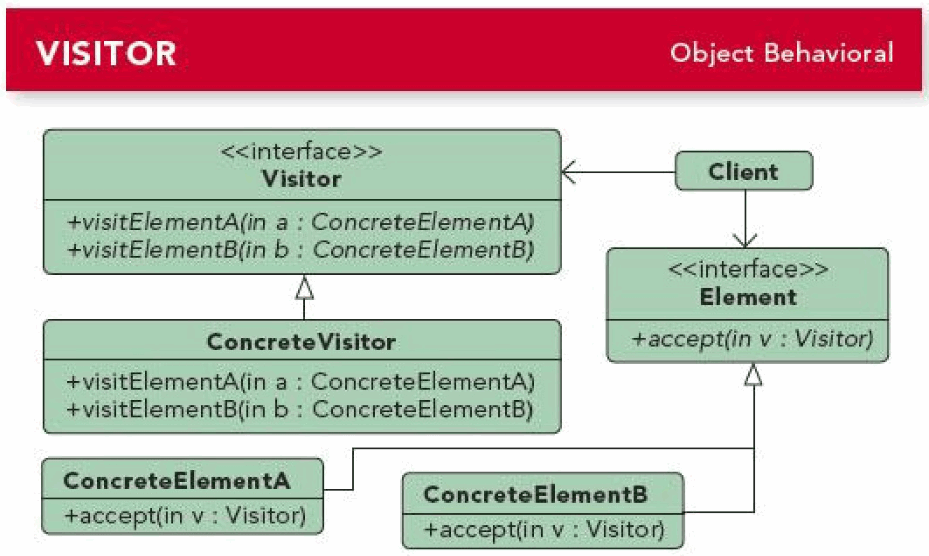 VISITOR
Object Behavioral
<<interface>>
Visitor
+visitElementA(in a : ConcreteElementA)
+visitElementB(in b : ConcreteElementB)
Client
<<interface>>
Element
+accept(in v : Visitor)
ConcreteVisitor
+visitElementA(in a : ConcreteElementA)
+visitElementB(in b : ConcreteElementB)
ConcreteElementA
+accept(in v : Visitor)
ConcreteElementB
+accept(in v : Visitor)